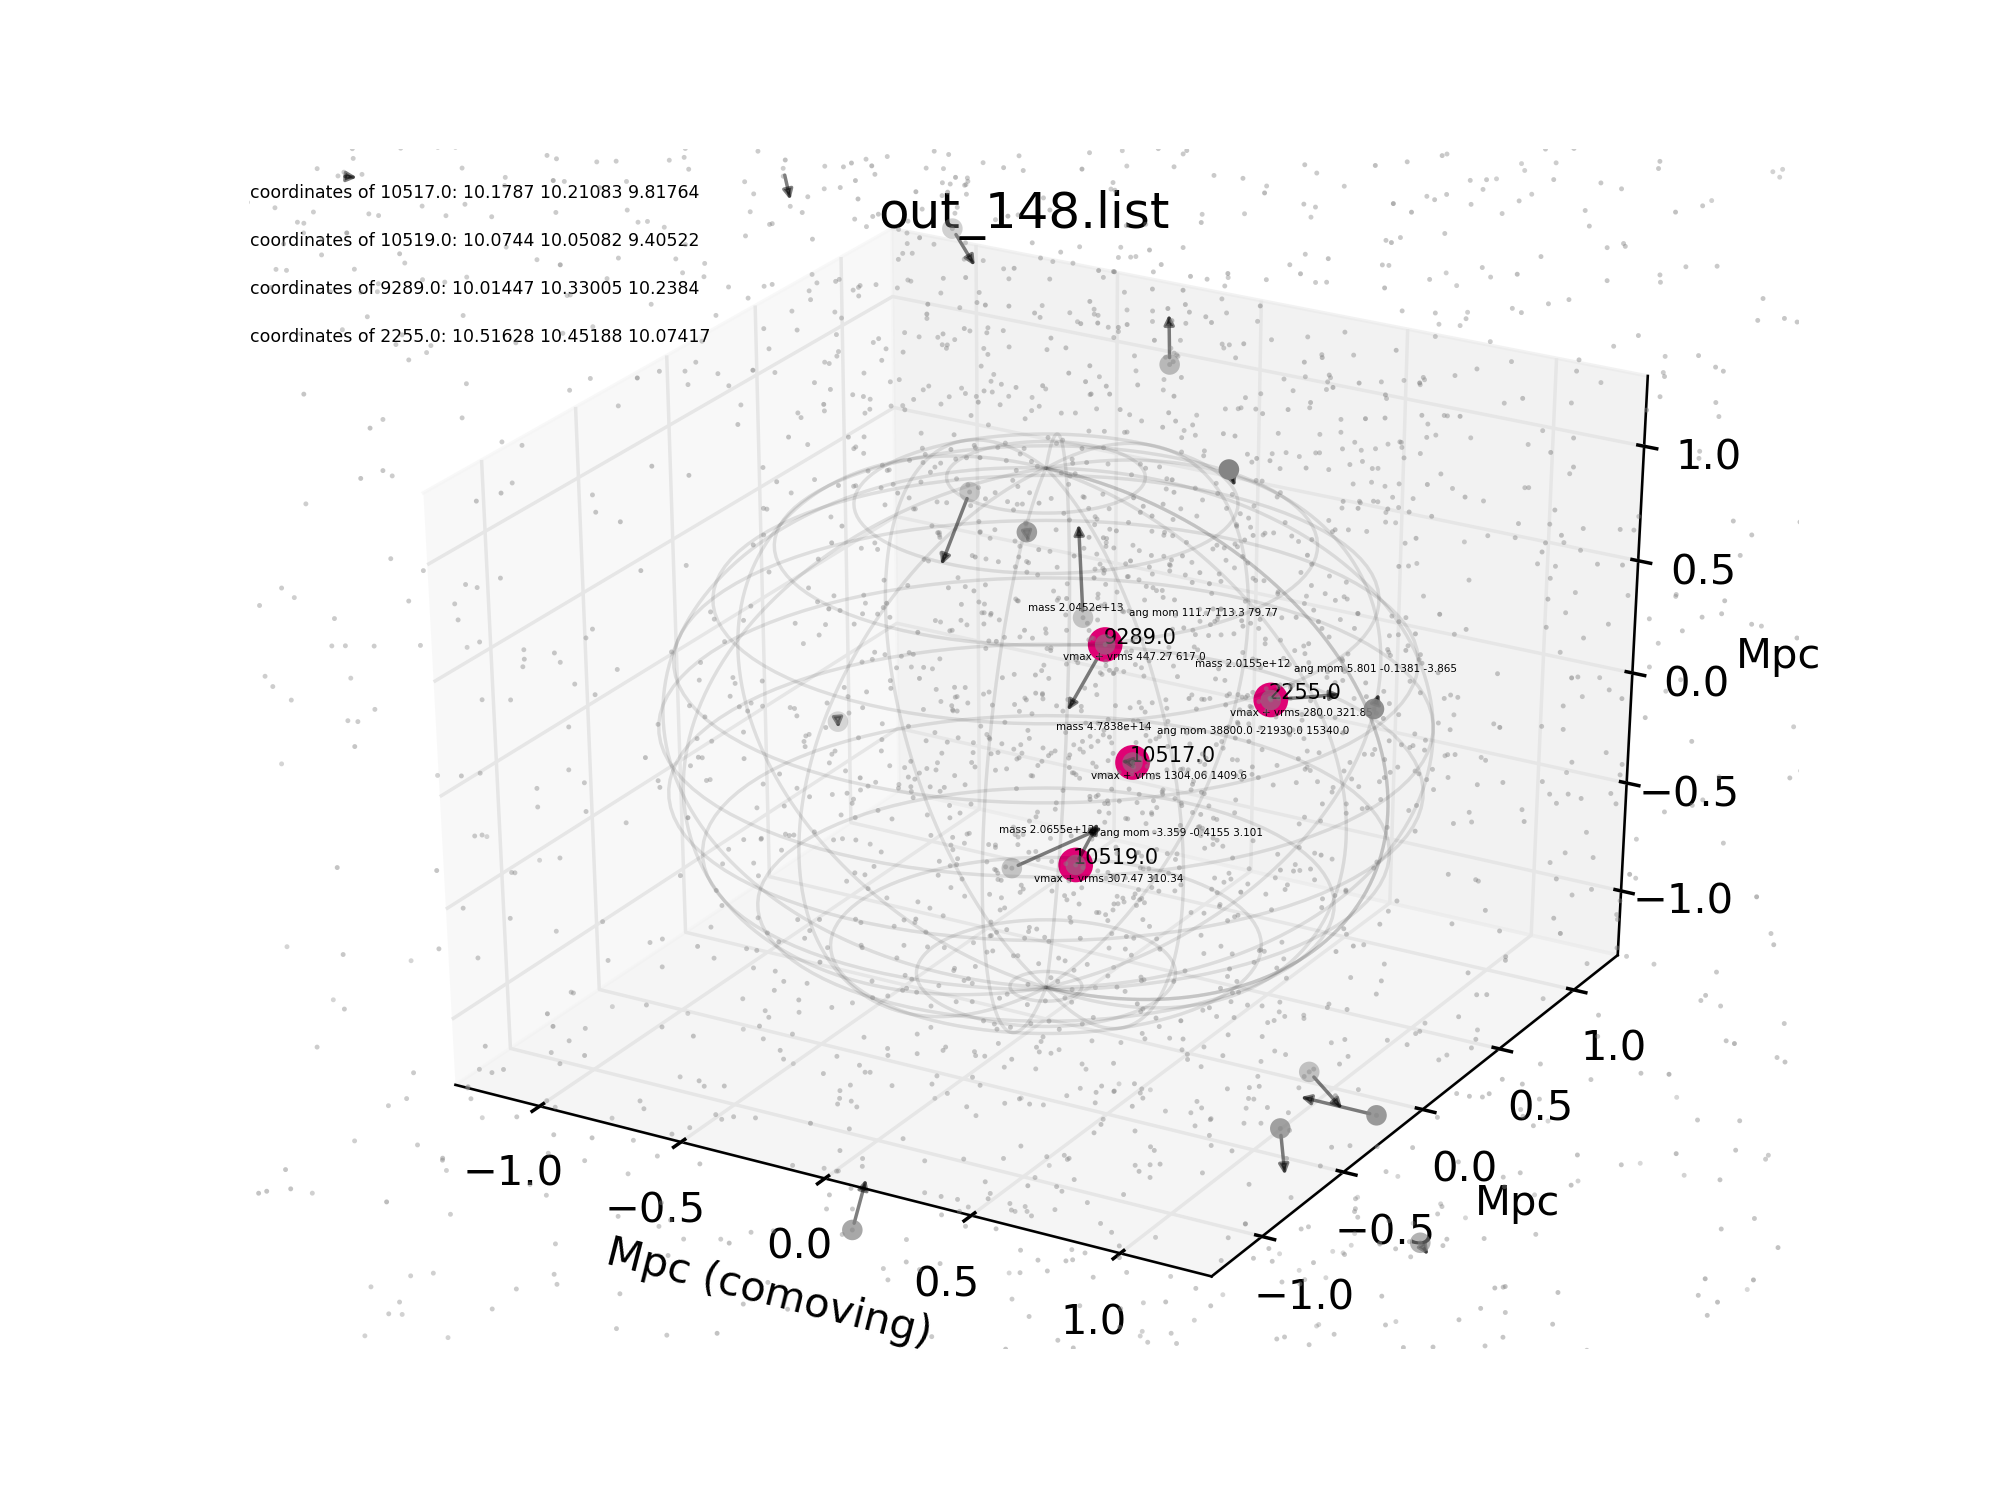 coordinates of 10517.0: 10.1787 10.21083 9.81764
out_148.list
coordinates of 10519.0: 10.0744 10.05082 9.40522
coordinates of 9289.0: 10.01447 10.33005 10.2384
coordinates of 2255.0: 10.51628 10.45188 10.07417
1.0
0.5
0.0
−0.5
−1.0
Mpc
mass 2.0452e+13
ang mom 111.7 113.3 79.77
9289.0
vmax + vrms 447.27 617.0
mass 2.0155e+12
ang mom 5.801 -0.1381 -3.865
2255.0
vmax + vrms 280.0 321.8
mass 4.7838e+14
ang mom 38800.0 -21930.0 15340.0
10517.0
vmax + vrms 1304.06 1409.6
mass 2.0655e+12
ang mom -3.359 -0.4155 3.101
10519.0
vmax + vrms 307.47 310.34
1.0
0.5
0.0
−0.5
−1.0
Mpc
−1.0
−0.5
0.0
0.5
1.0
Mpc (comoving)